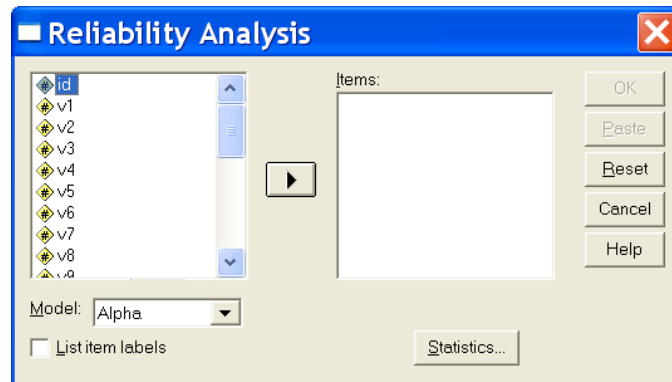 Reliability Analysis
id
v1
v2
v3
v4
v5
v6
v7
v8
v9
Items:
OK
Paste
Reset
Cancel
Help
Model: Alpha
List item labels
Statistics...